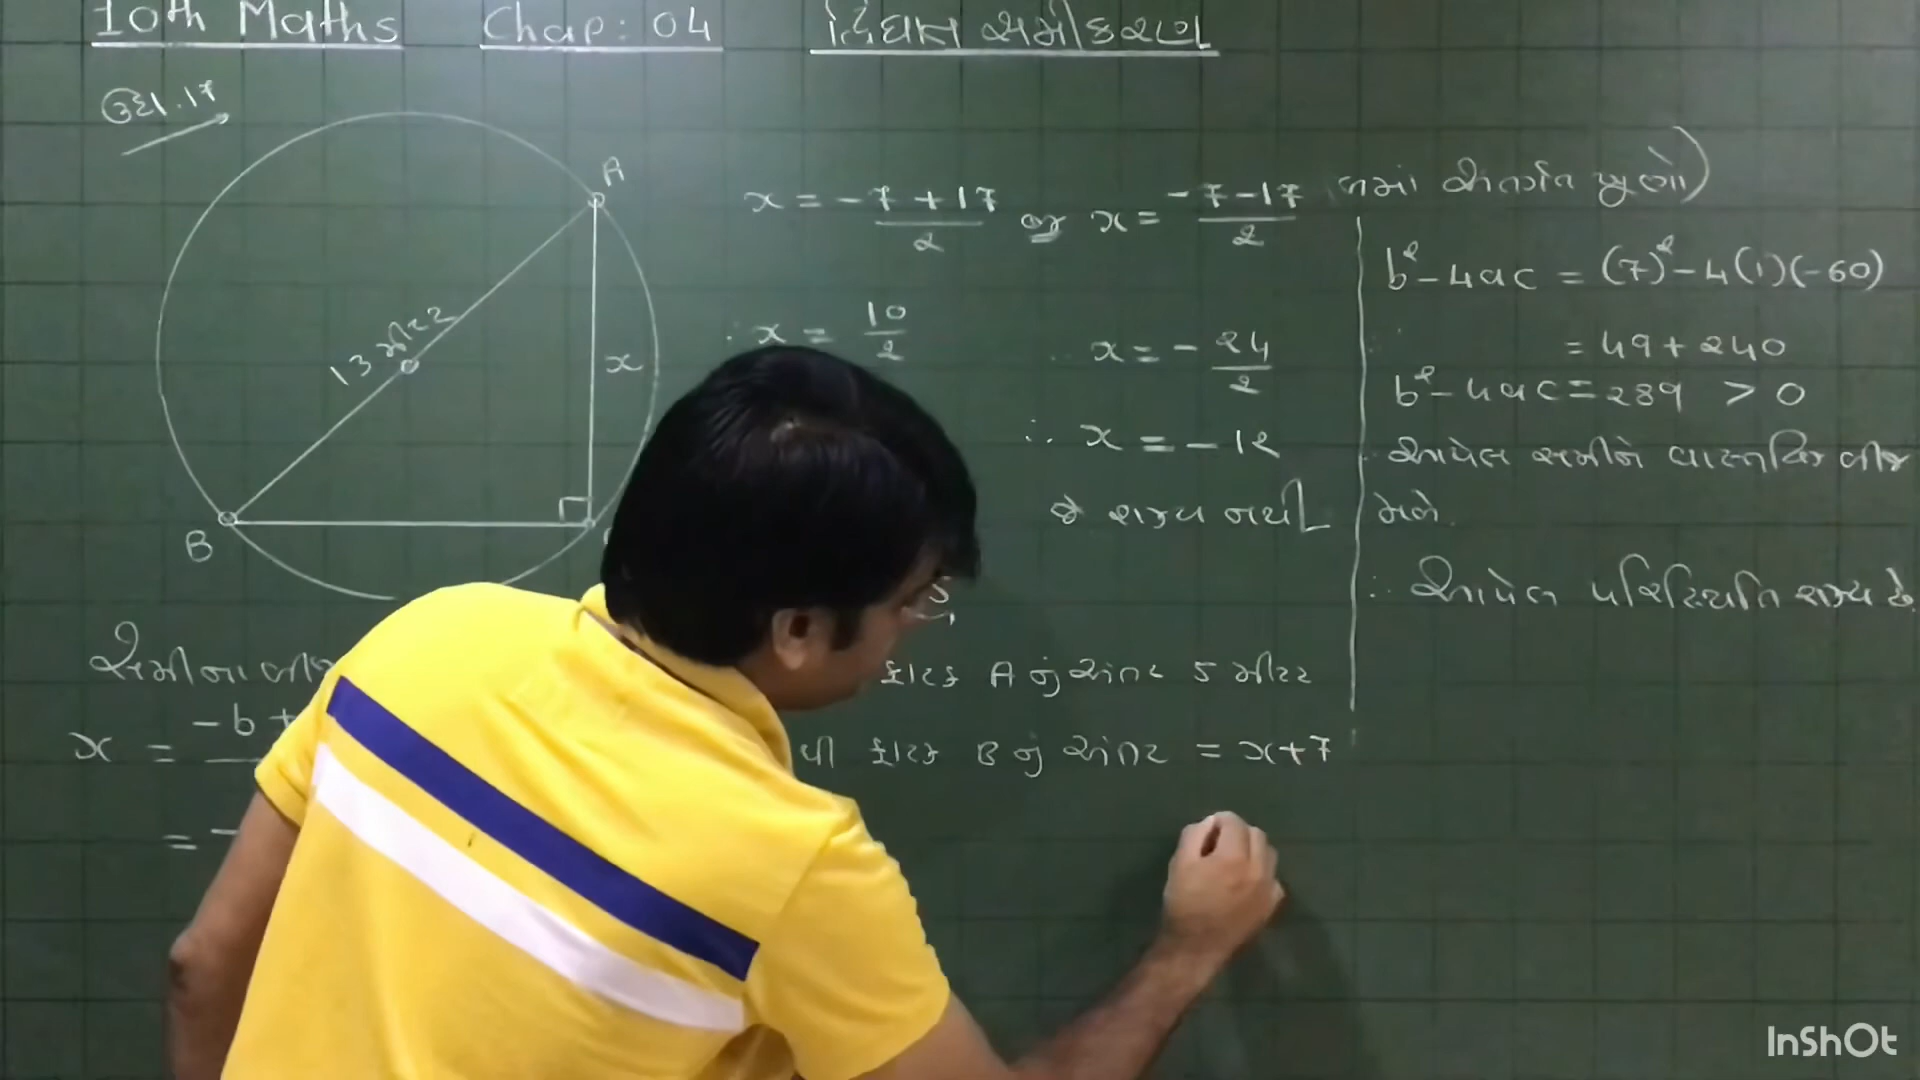 10th Maths Chap: 04 દ્વિઘાત સમીકરણ
ઉદા.17
A
13 મીટર
x
B
x = -7+17/2 or x = -7-17/2
∴ x = 10/2
x = -24/2
∴ x = -12
જે શક્ય નથી
5
ફાટક A નું અંતર 5 મીટર
થી ફાટક B નું અંતર = x+7
સમીના બીજ
x = -b+
= -
b²-4ac = (7)²-4(1)(-60)
= 49+240
b²-4ac = 289 > 0
આપેલ સમીને વાસ્તવિક બીજ
મળે.
∴ આપેલ પરિસ્થિતિ શક્ય છે.
InShOt